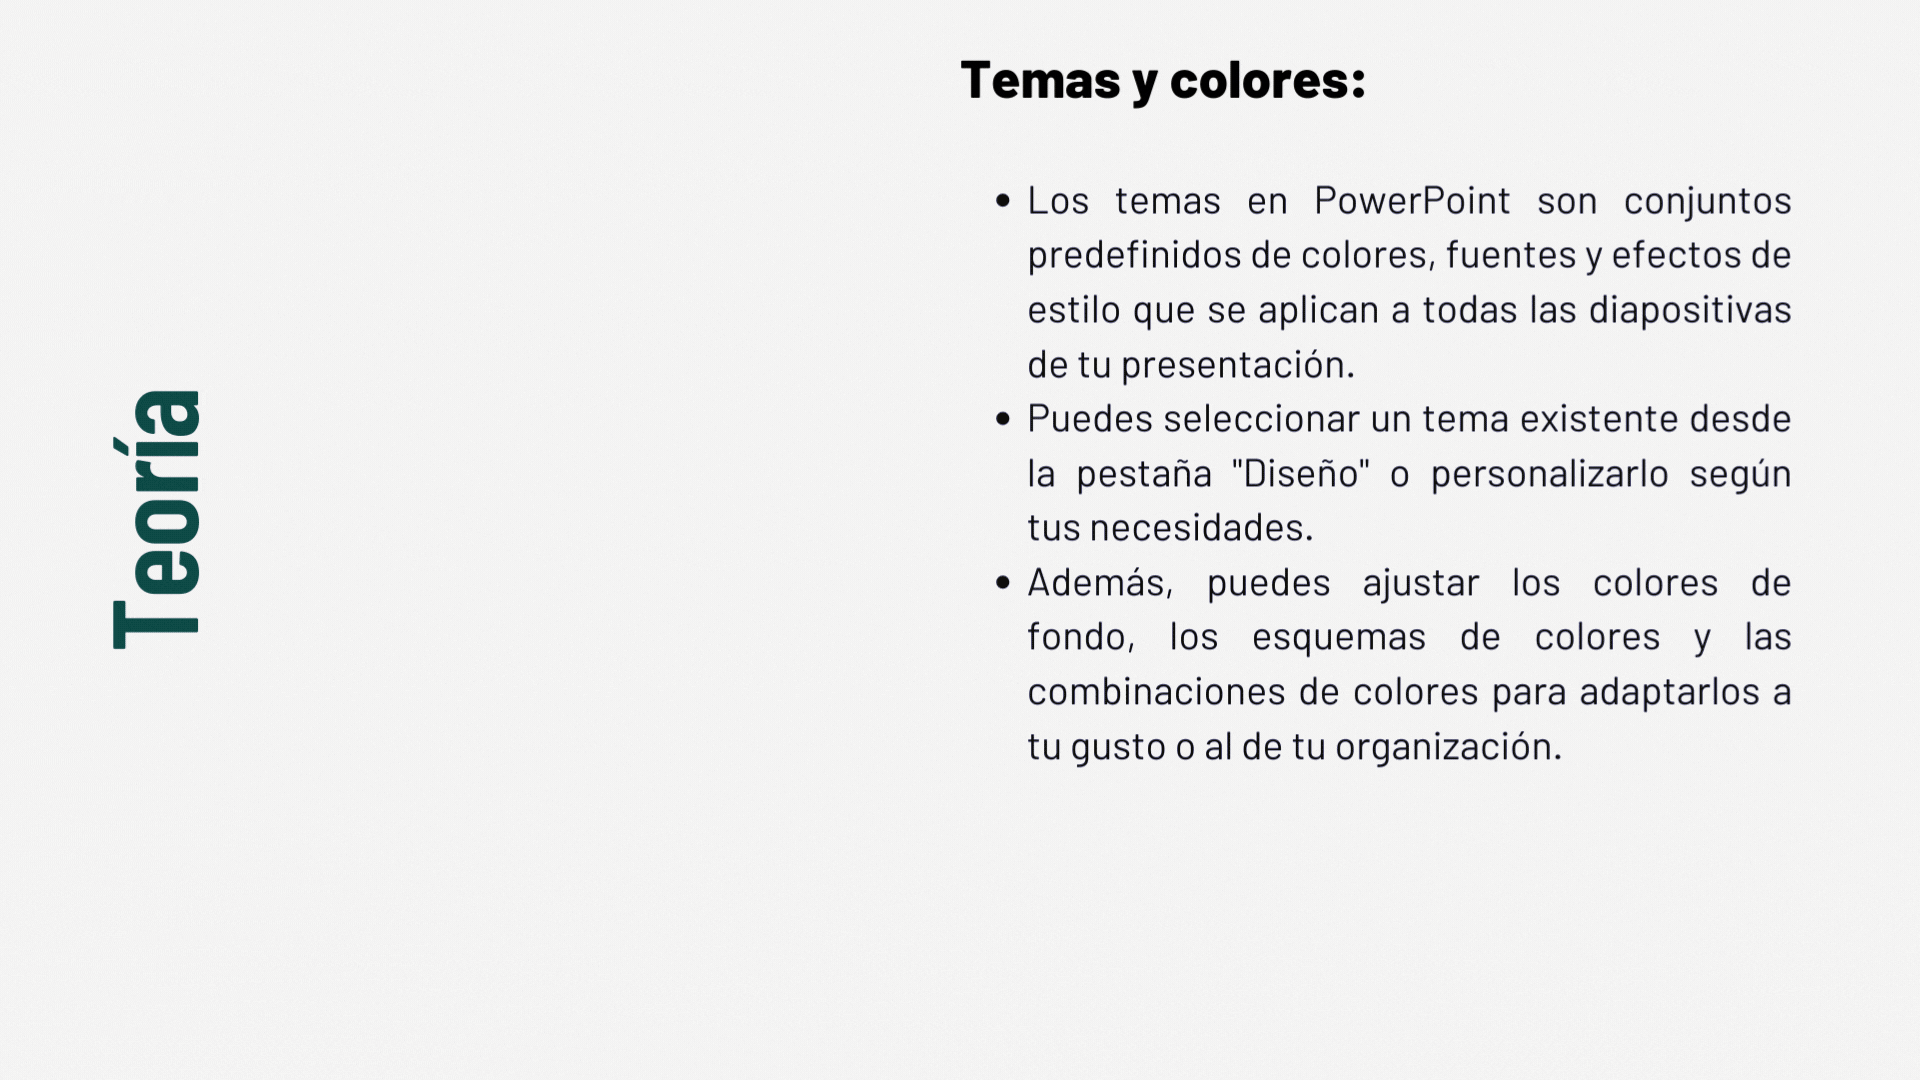 Teoría
Temas y colores:
• Los temas en PowerPoint son conjuntos
predefinidos de colores, fuentes y efectos de
estilo que se aplican a todas las diapositivas
de tu presentación.
• Puedes seleccionar un tema existente desde
la pestaña "Diseño" o personalizarlo según
tus necesidades.
• Además, puedes ajustar los colores de
fondo, los esquemas de colores y las
combinaciones de colores para adaptarlos a
tu gusto o al de tu organización.